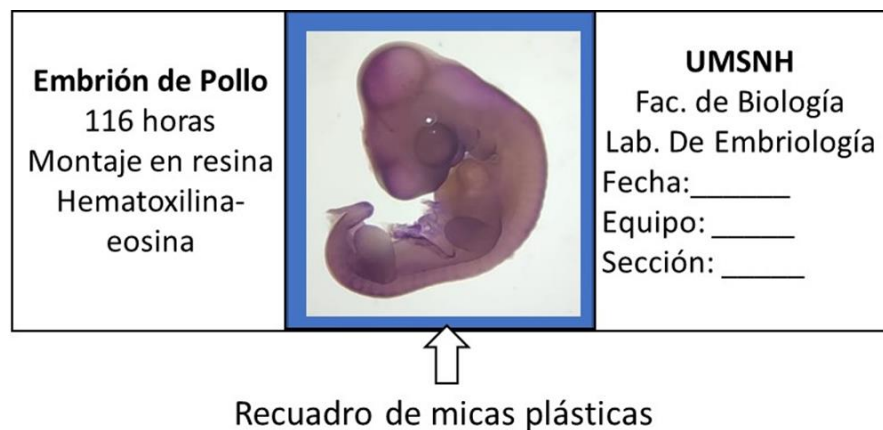 Embrión de Pollo
116 horas
Montaje en resina
Hematoxilina-
eosina
UMSNH
Fac. de Biología
Lab. De Embriología
Fecha:______
Equipo: _____
Sección: _____
Recuadro de micas plásticas